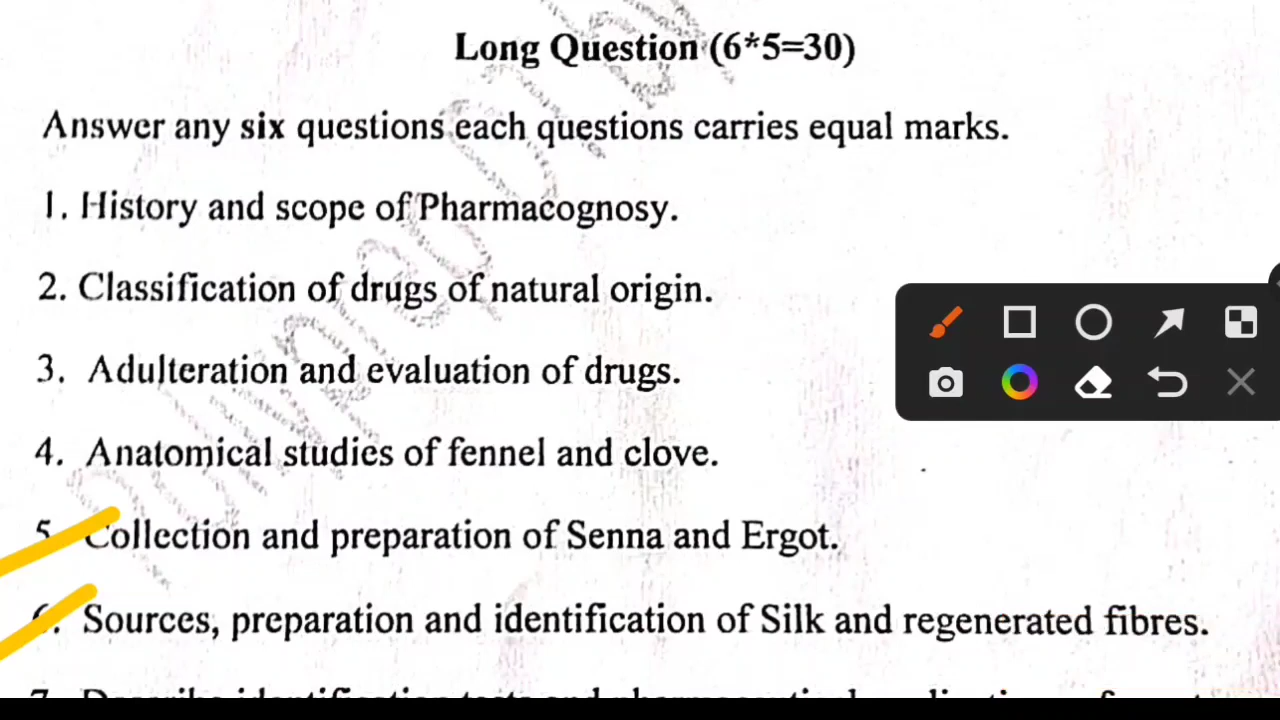 Long Question (6*5=30)
Answer any six questions each questions carries equal marks.
1. History and scope of Pharmacognosy.
2. Classification of drugs of natural origin.
3. Adulteration and evaluation of drugs.
4. Anatomical studies of fennel and clove.
5. Collection and preparation of Senna and Ergot.
6. Sources, preparation and identification of Silk and regenerated fibres.